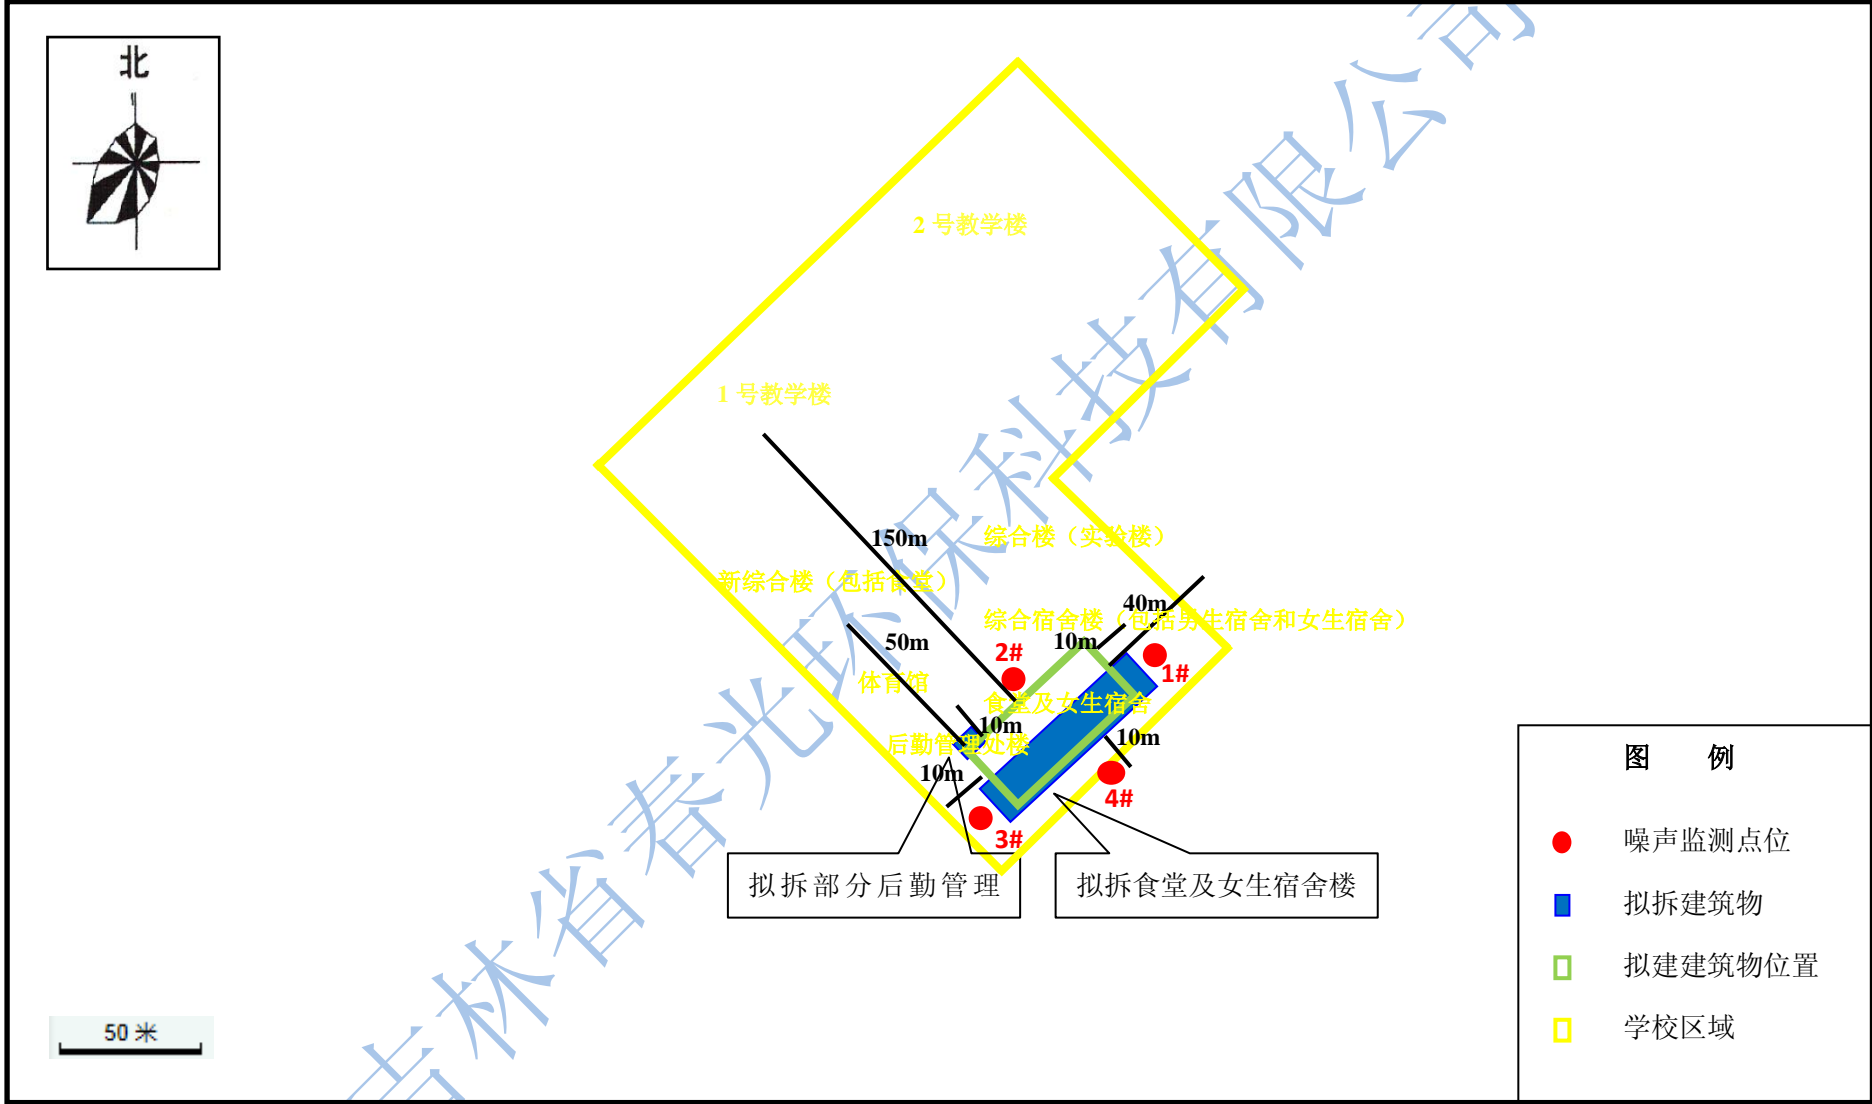 北
2 号教学楼
1 号教学楼
150m
综合楼（实验楼）
新综合楼（包括食堂）
40m
综合宿舍楼（包括男生宿舍和女生宿舍）
50m
10m
2#
1#
体育馆
食堂及女生宿舍
10m
后勤管理处楼
10m
10m
4#
3#
拟拆部分后勤管理
拟拆食堂及女生宿舍楼
图 例
噪声监测点位
拟拆建筑物
拟建建筑物位置
学校区域
50 米
吉林省春光环保科技有限公司